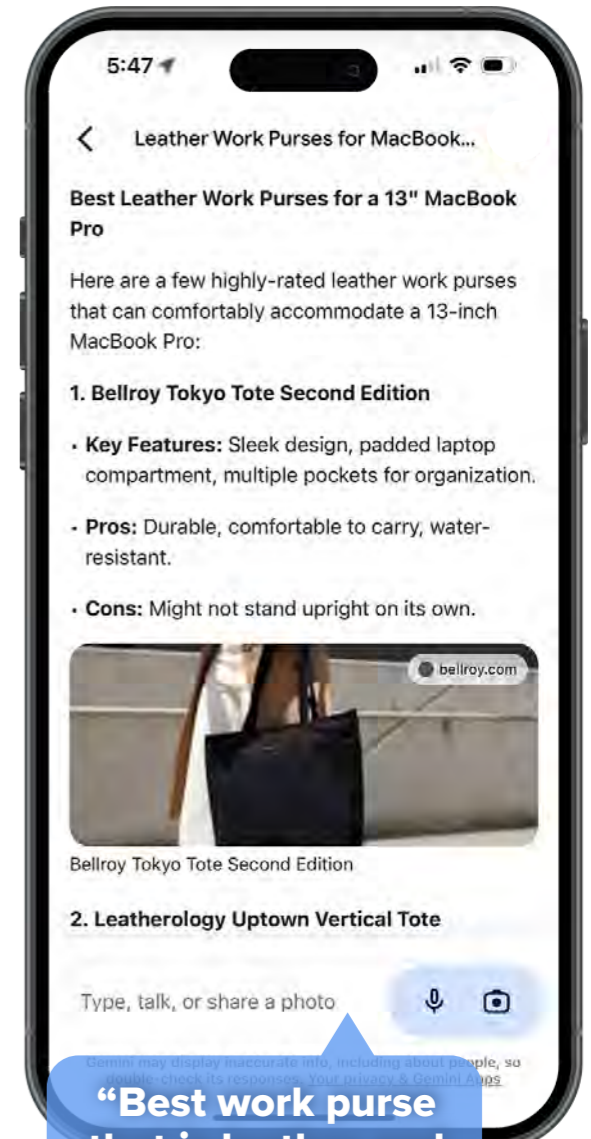 5:47
Leather Work Purses for MacBook...
Best Leather Work Purses for a 13" MacBook
Pro
Here are a few highly-rated leather work purses
that can comfortably accommodate a 13-inch
MacBook Pro:
1. Bellroy Tokyo Tote Second Edition
· Key Features: Sleek design, padded laptop
compartment, multiple pockets for organization.
· Pros: Durable, comfortable to carry, water-
resistant.
· Cons: Might not stand upright on its own.
bellroy.com
Bellroy Tokyo Tote Second Edition
2. Leatherology Uptown Vertical Tote
Type, talk, or share a photo
Gemini may display inaccurate info, including about people, so
double-check its responses. Your privacy & Gemini Apps
“Best work purse
that is leather and